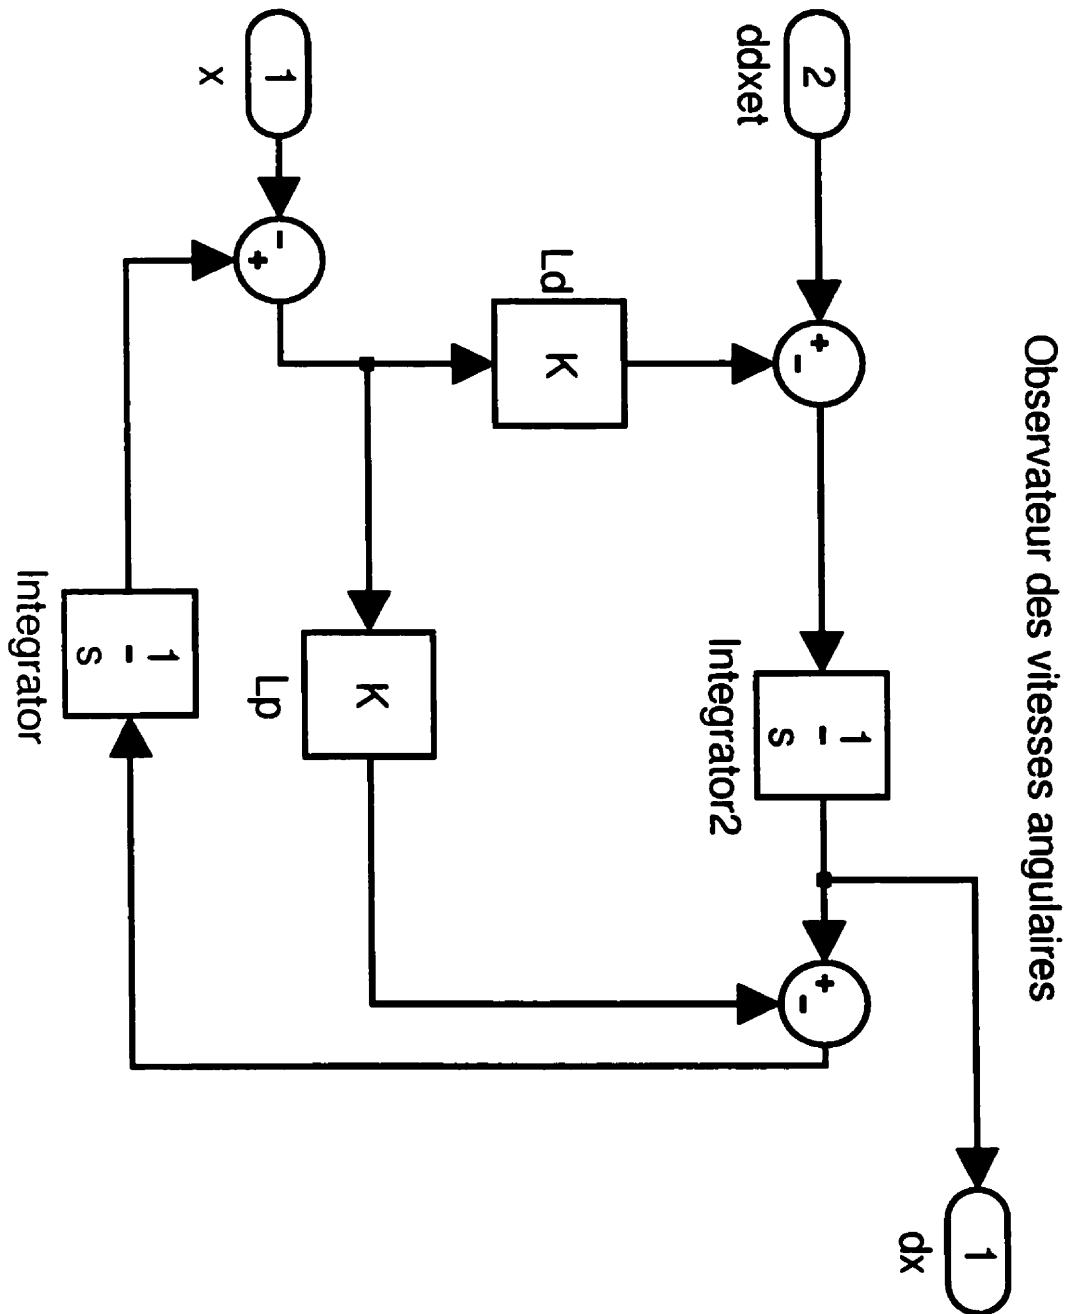 Observateur des vitesses angulaires
1
dx
2
ddxet
+
-
1
-
s
Integrator2
+
-
K
Ld
K
Lp
1
x
-
+
1
-
s
Integrator